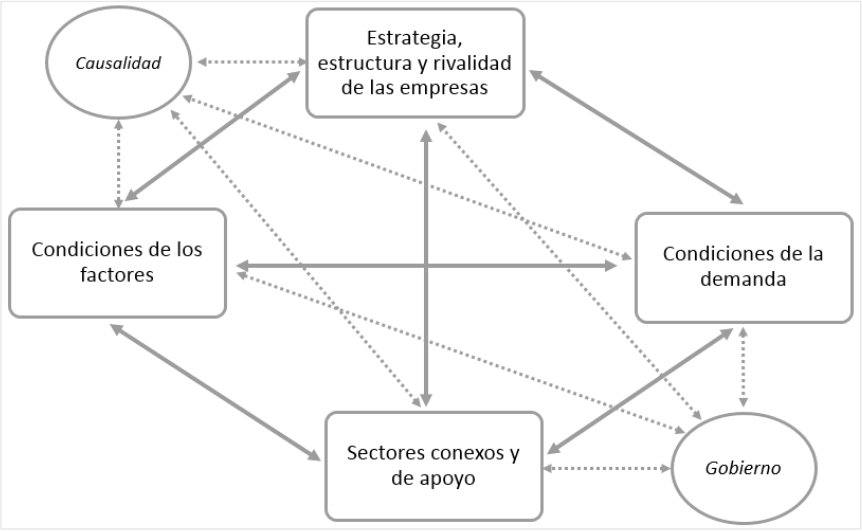 Causalidad
Estrategia,
estructura y rivalidad
de las empresas
Condiciones de los
factores
Condiciones de la
demanda
Sectores conexos y
de apoyo
Gobierno